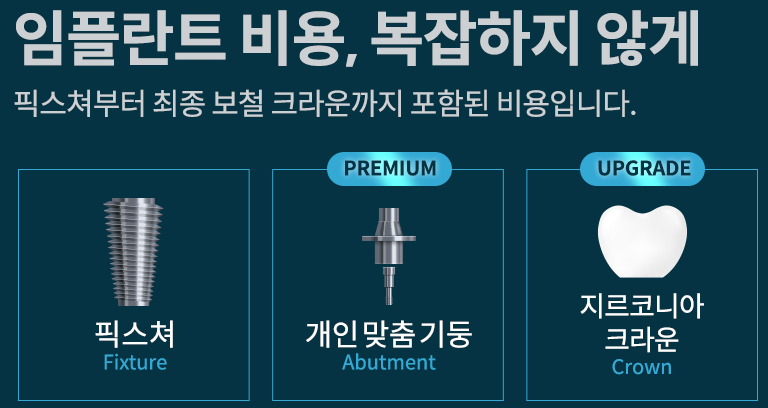 임플란트 비용, 복잡하지 않게
픽스쳐부터 최종 보철 크라운까지 포함된 비용입니다.
픽스쳐
Fixture
PREMIUM
개인 맞춤 기둥
Abutment
UPGRADE
지르코니아
크라운
Crown